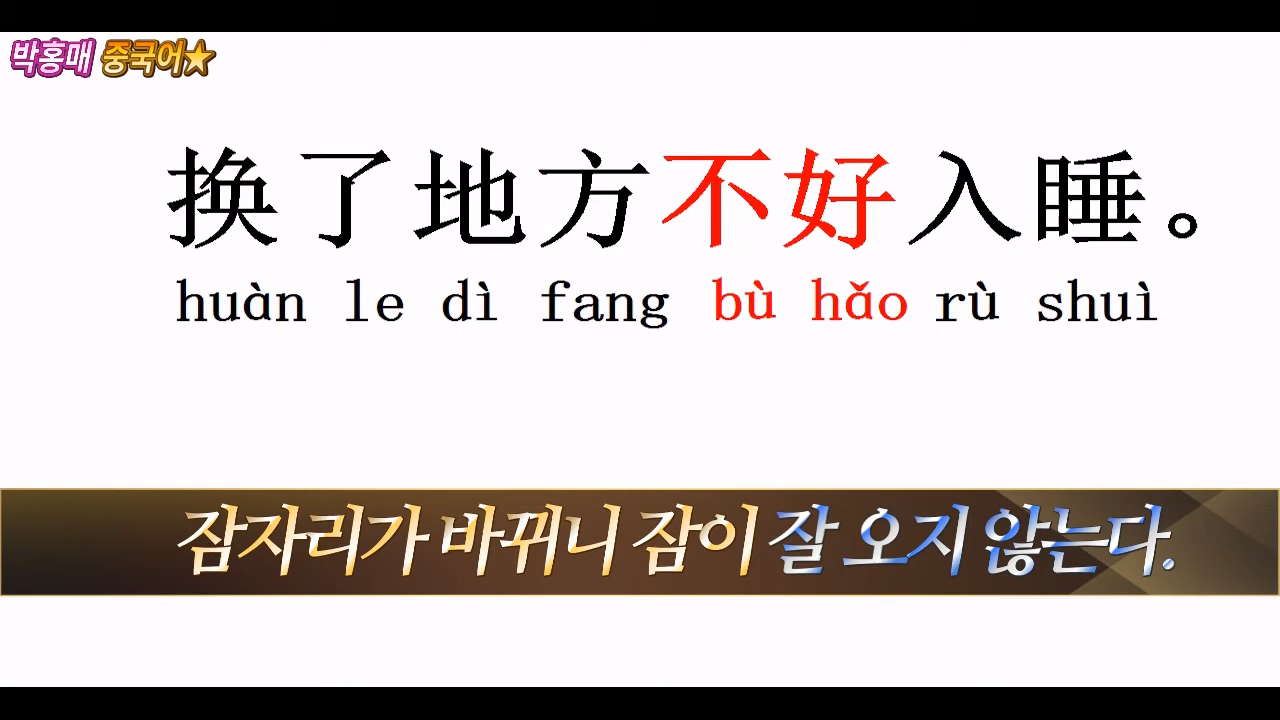 박홍매 중국어★
换了地方不好入睡。
huàn le dì fang bù hǎo rù shuì
잠자리가 바뀌니 잠이 잘 오지 않는다.